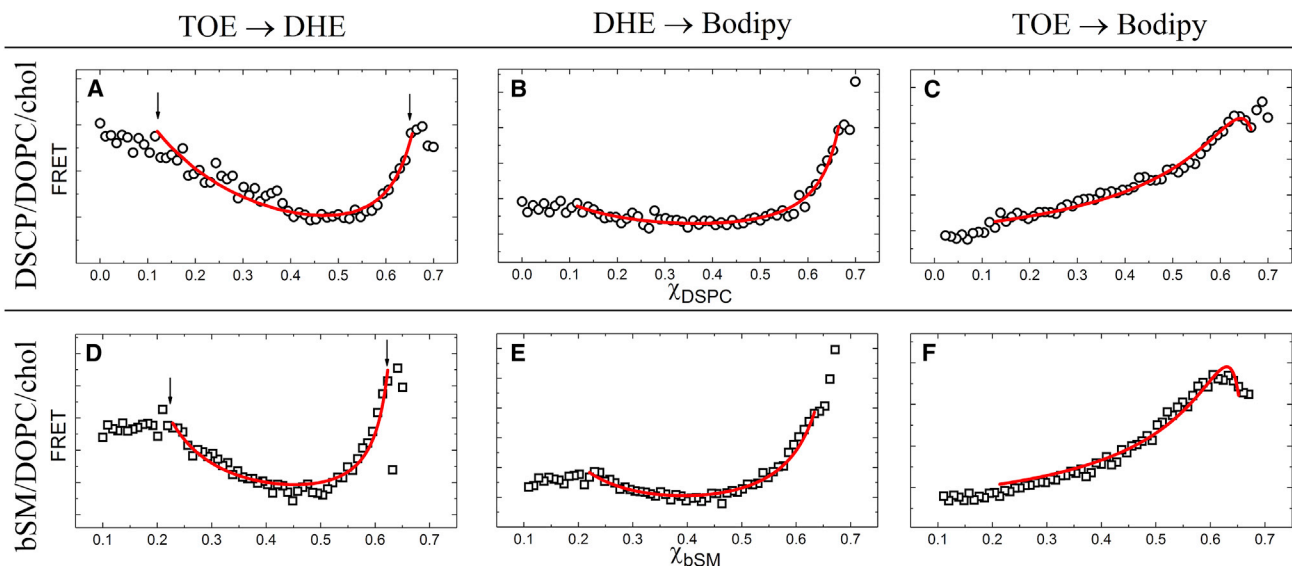 TOE → DHE DHE → Bodipy TOE → Bodipy
DSCP/DOPC/chol
FRET
A
B
C
0.0 0.1 0.2 0.3 0.4 0.5 0.6 0.7
0.0 0.1 0.2 0.3 0.4 0.5 0.6 0.7
0.0 0.1 0.2 0.3 0.4 0.5 0.6 0.7
χDSPC
bSM/DOPC/chol
FRET
D
E
F
0.1 0.2 0.3 0.4 0.5 0.6 0.7
0.1 0.2 0.3 0.4 0.5 0.6 0.7
0.1 0.2 0.3 0.4 0.5 0.6 0.7
χbSM